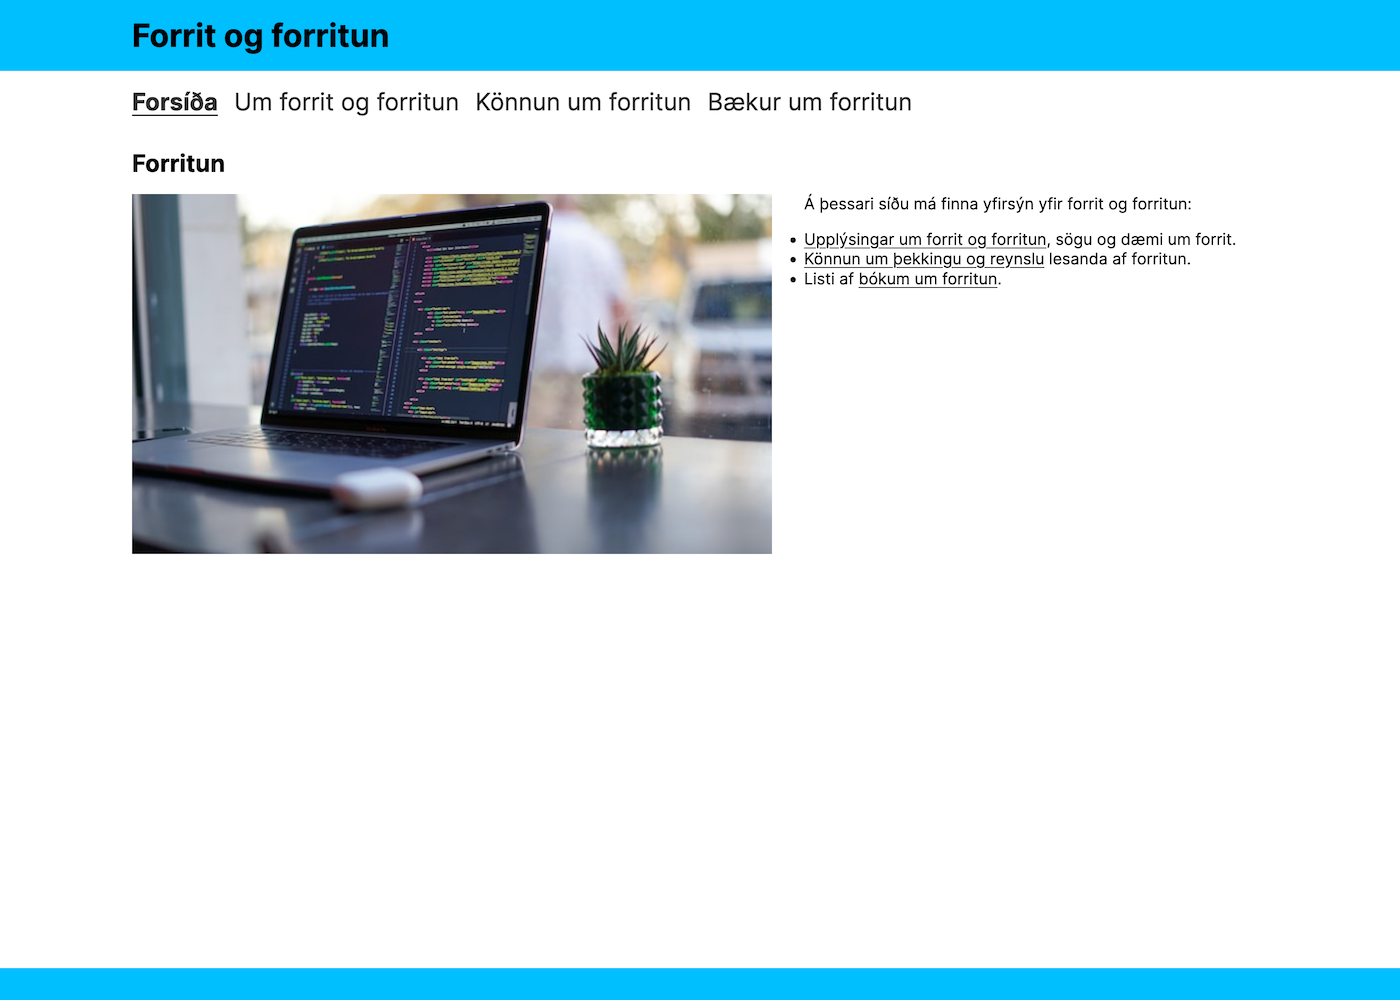 Forrit og forritun
Forsíða Um forrit og forritun Könnun um forritun Bækur um forritun
Forritun
Á þessari síðu má finna yfirsýn yfir forrit og forritun:
Upplýsingar um forrit og forritun, sögu og dæmi um forrit.
Könnun um þekkingu og reynslu lesanda af forritun.
Listi af bókum um forritun.